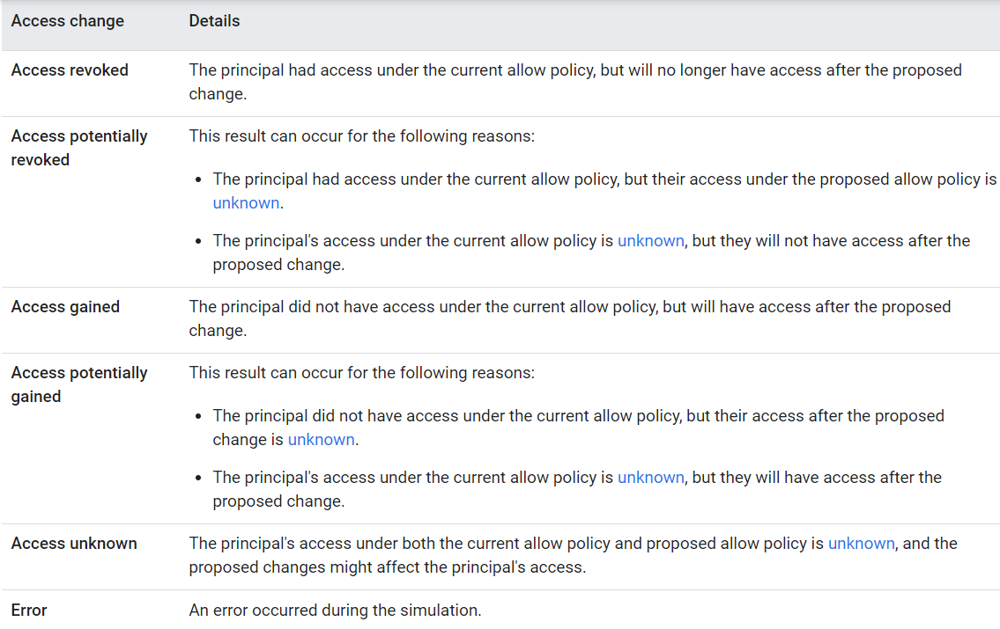 Access change Details
Access revoked The principal had access under the current allow policy, but will no longer have access after the proposed
change.
Access potentially This result can occur for the following reasons:
revoked
• The principal had access under the current allow policy, but their access under the proposed allow policy is
unknown.
• The principal's access under the current allow policy is unknown, but they will not have access after the
proposed change.
Access gained The principal did not have access under the current allow policy, but will have access after the proposed
change.
Access potentially This result can occur for the following reasons:
gained
• The principal did not have access under the current allow policy, but their access after the proposed
change is unknown.
• The principal's access under the current allow policy is unknown, but they will have access after the
proposed change.
Access unknown The principal's access under both the current allow policy and proposed allow policy is unknown, and the
proposed changes might affect the principal's access.
Error An error occurred during the simulation.